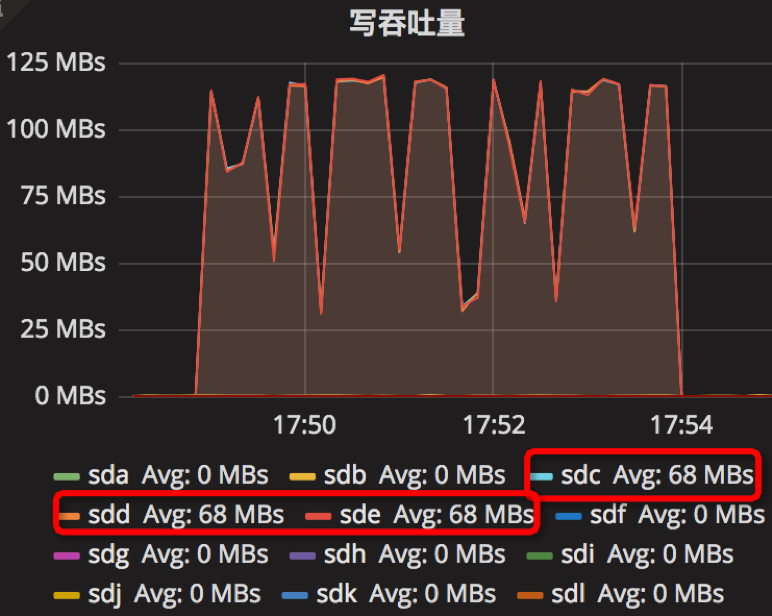 写吞吐量
125 MBs
100 MBs
75 MBs
50 MBs
25 MBs
0 MBs
17:50 17:52 17:54
sda Avg: 0 MBs sdb Avg: 0 MBs sdc Avg: 68 MBs
sdd Avg: 68 MBs sde Avg: 68 MBs sdf Avg: 0 MBs
sdg Avg: 0 MBs sdh Avg: 0 MBs sdi Avg: 0 MBs
sdj Avg: 0 MBs sdk Avg: 0 MBs sdl Avg: 0 MBs